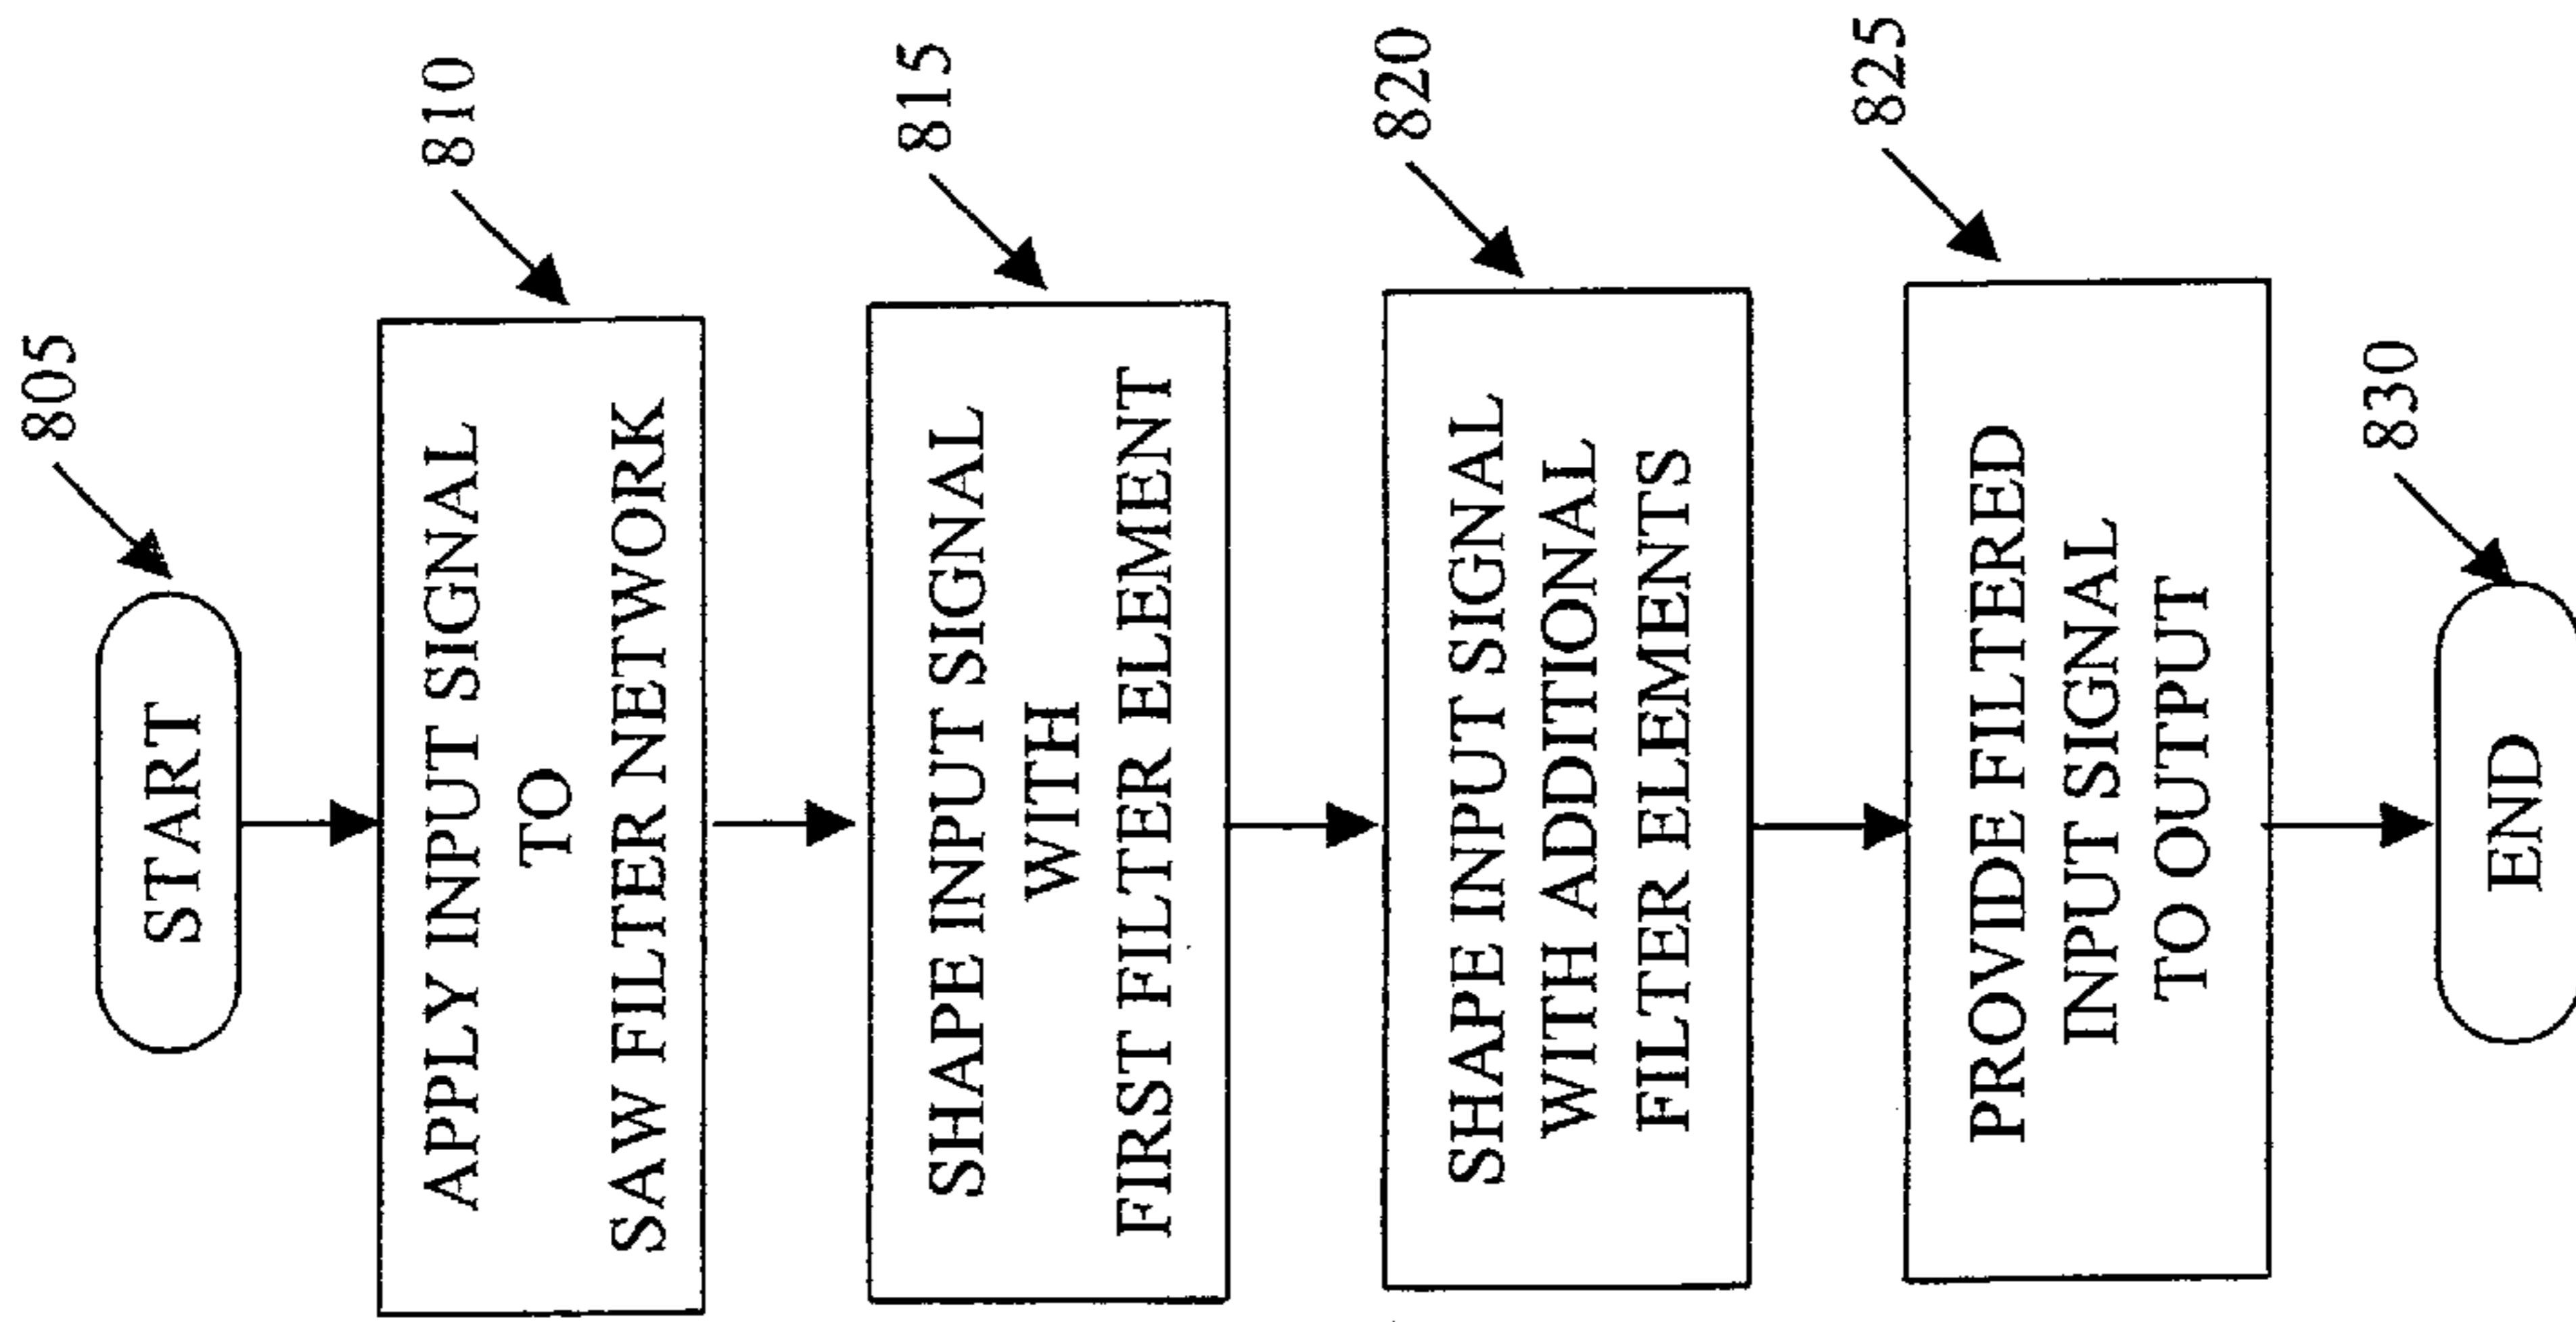 START
805
APPLY INPUT SIGNAL
TO
SAW FILTER NETWORK
810
SHAPE INPUT SIGNAL
WITH
FIRST FILTER ELEMENT
815
SHAPE INPUT SIGNAL
WITH ADDITIONAL
FILTER ELEMENTS
820
PROVIDE FILTERED
INPUT SIGNAL
TO OUTPUT
825
END
830